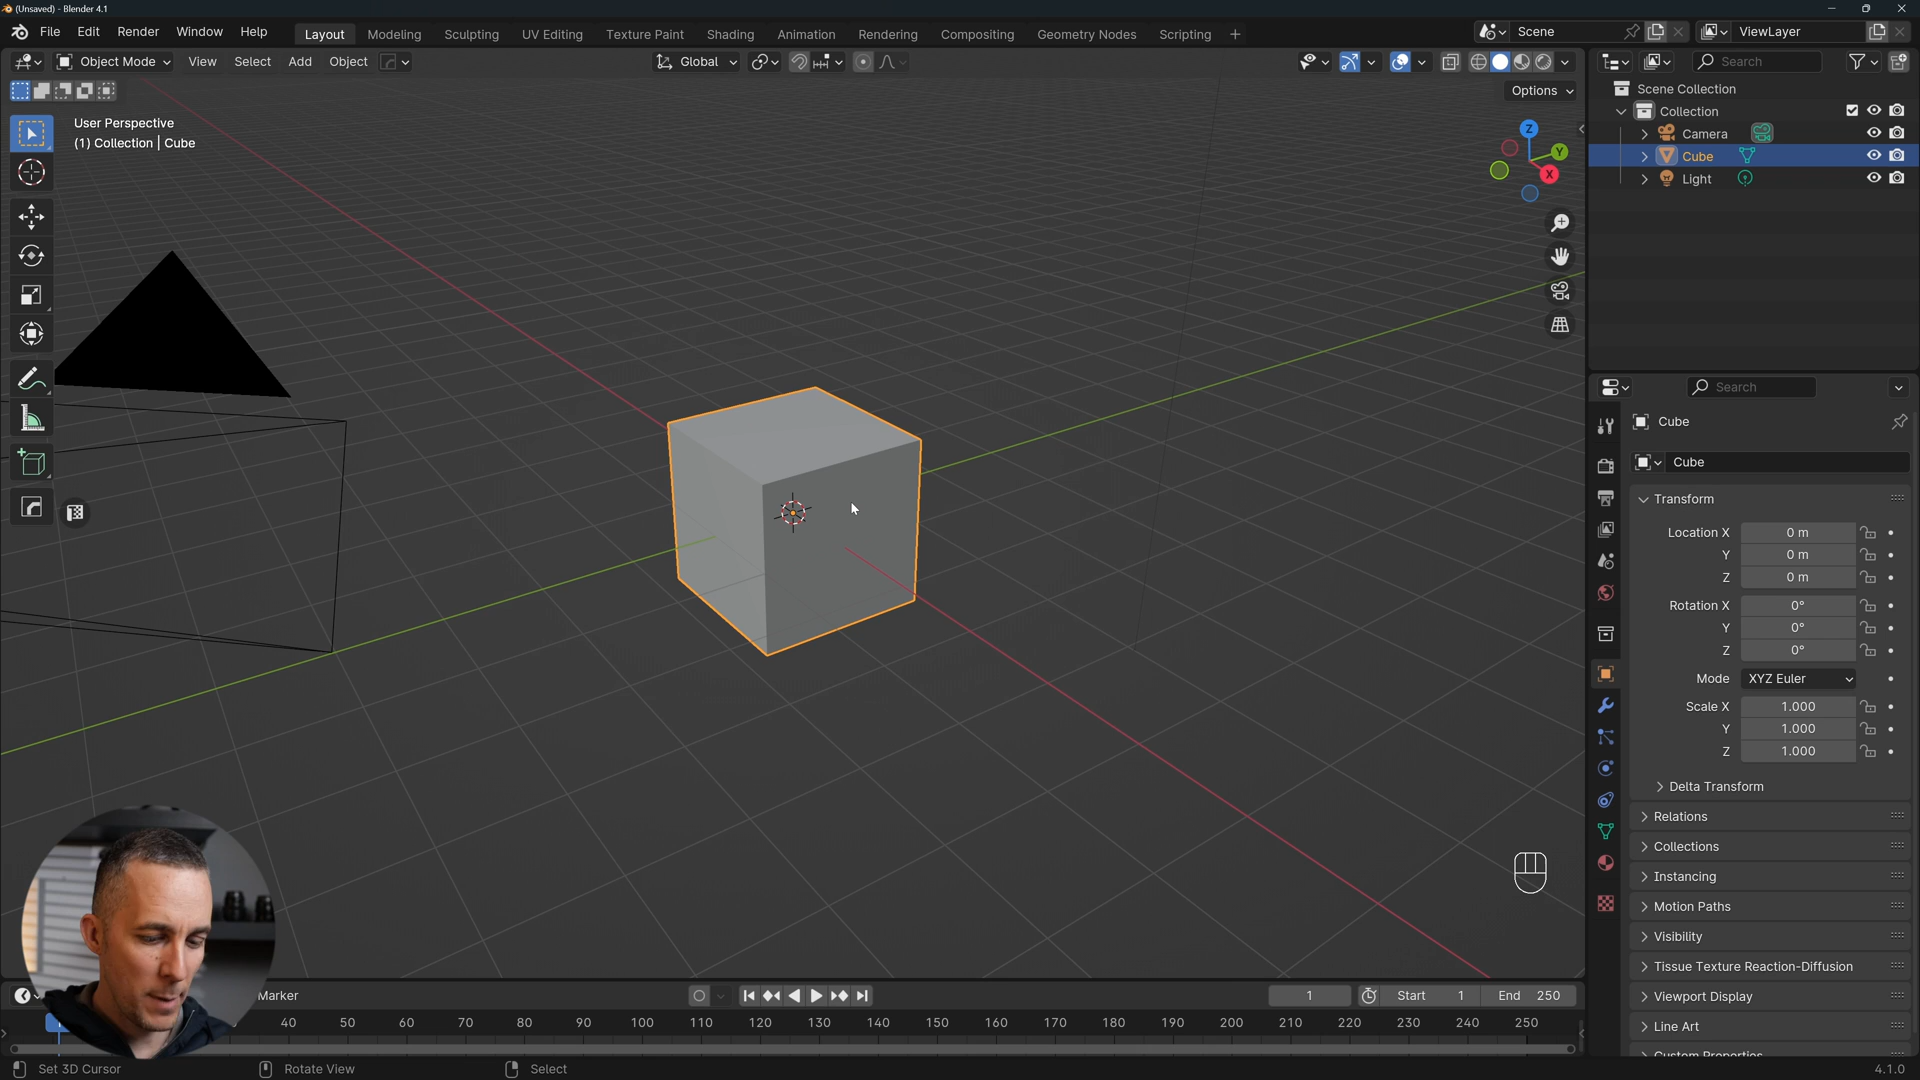 (Unsaved) - Blender 4.1
File Edit Render Window Help Layout Modeling Sculpting UV Editing Texture Paint Shading Animation Rendering Compositing Geometry Nodes Scripting + Scene ViewLayer
Object Mode View Select Add Object Global Search
Options
User Perspective
(1) Collection | Cube
Z
Y
X
Scene Collection
Collection
Camera
Cube
Light
Search
Cube
Cube
Transform
Location X 0 m
Y 0 m
Z 0 m
Rotation X 0°
Y 0°
Z 0°
Mode XYZ Euler
Scale X 1.000
Y 1.000
Z 1.000
Delta Transform
Relations
Collections
Instancing
Motion Paths
Visibility
Tissue Texture Reaction-Diffusion
Viewport Display
Line Art
Custom Properties
Marker 1 Start 1 End 250
40 50 60 70 80 90 100 110 120 130 140 150 160 170 180 190 200 210 220 230 240 250
Set 3D Cursor Rotate View Select 4.1.0